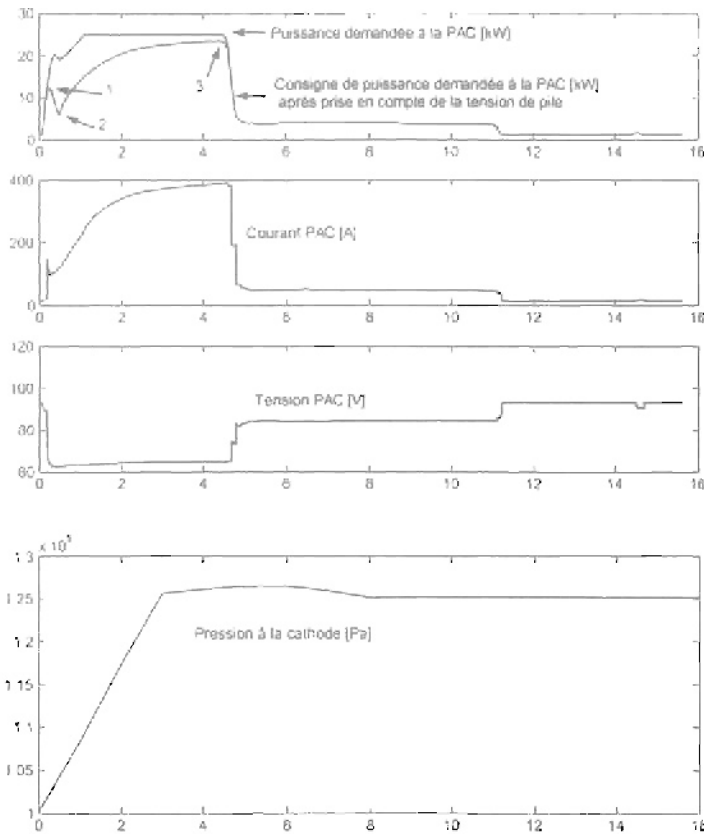 30
20
10
0
Puissance demandée à la PAC [kW]
Consigne de puissance demandée à la PAC [kW]
après prise en compte de la tension de pile
1
2
3
0 2 4 6 8 10 12 14 16
400
200
0
Courant PAC [A]
0 2 4 6 8 10 12 14 16
120
100
80
60
Tension PAC [V]
0 2 4 6 8 10 12 14 16
1.3
1.25
1.2
1.15
1.1
1.05
1
Pression à la cathode [Pa]
0 2 4 6 8 10 12 14 16